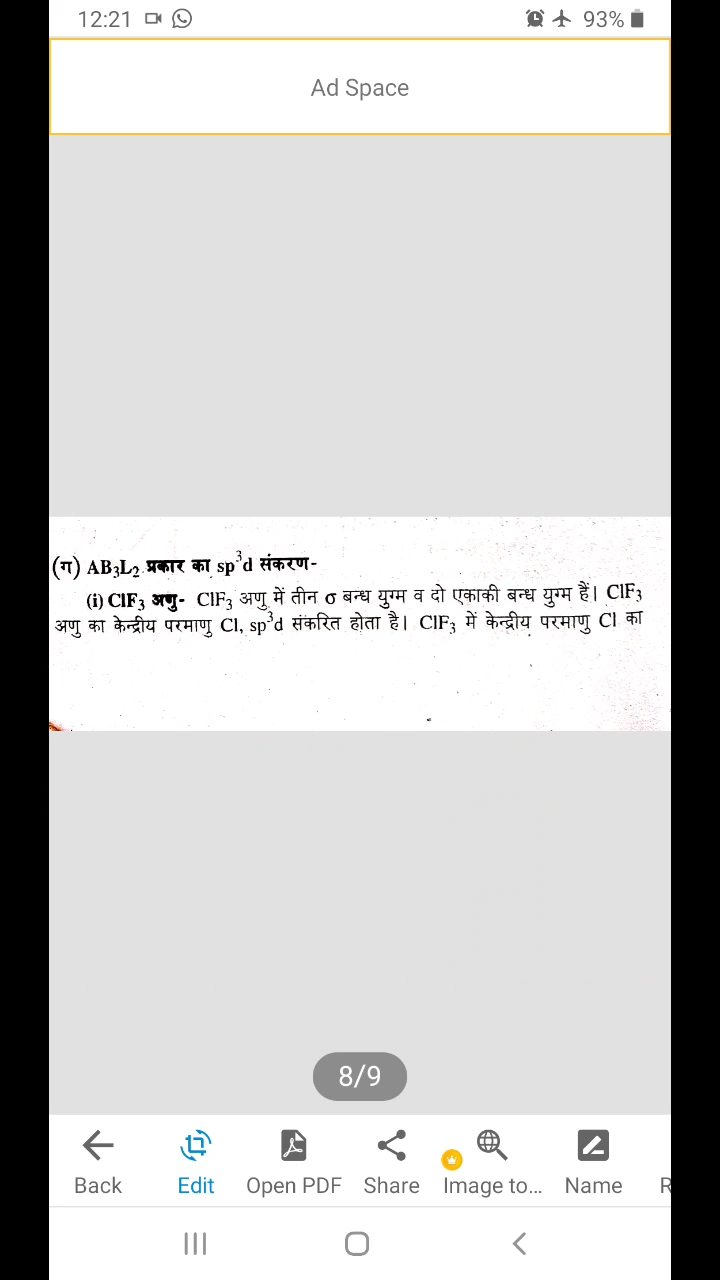 12:21 93%
Ad Space
(ग) AB₃L₂ प्रकार का sp³d संकरण-
(i) ClF₃ अणु- ClF₃ अणु में तीन σ बन्ध युग्म व दो एकाकी बन्ध युग्म हैं। ClF₃
अणु का केन्द्रीय परमाणु Cl, sp³d संकरित होता है। ClF₃ में केन्द्रीय परमाणु Cl का
8/9
Back Edit Open PDF Share Image to... Name R